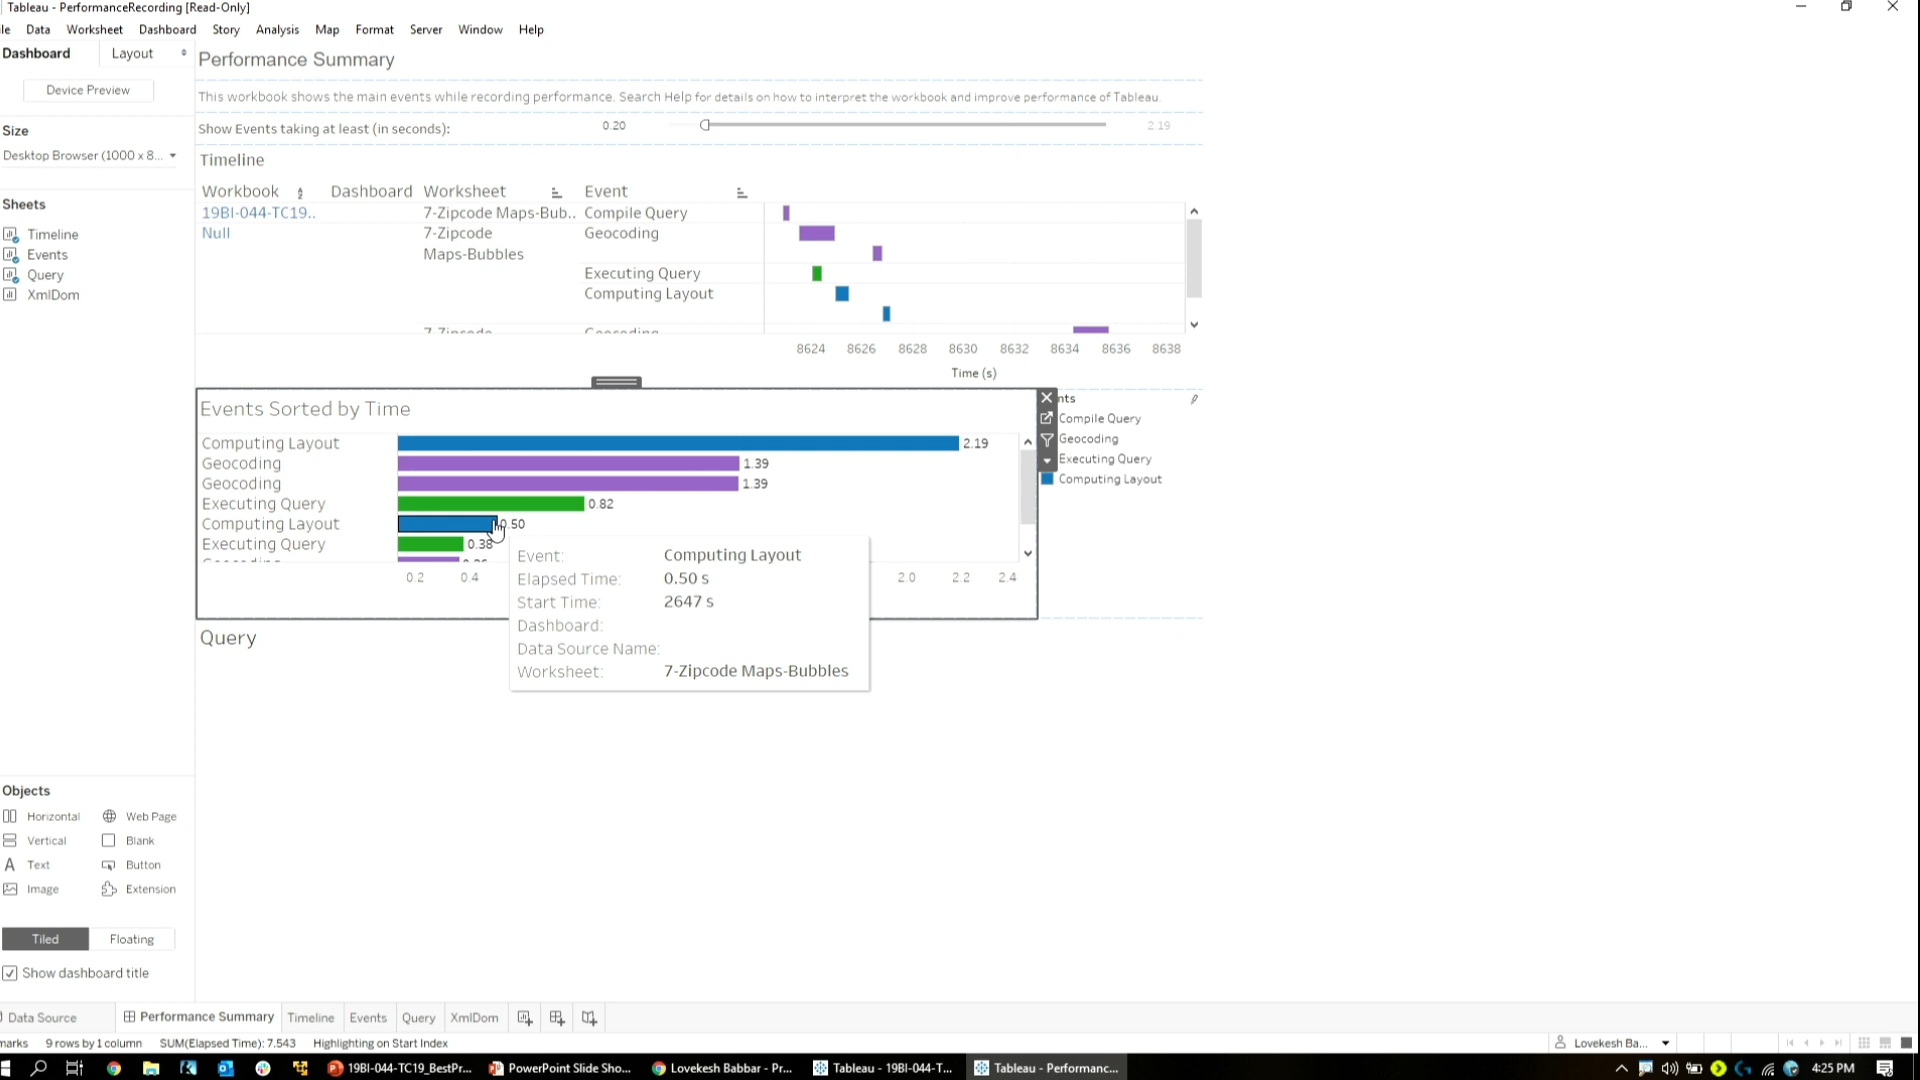 Tableau - PerformanceRecording [Read-Only]
le Data Worksheet Dashboard Story Analysis Map Format Server Window Help
Dashboard Layout
Device Preview
Size
Desktop Browser (1000 x 8...
Sheets
Timeline
Events
Query
XmlDom
Performance Summary
This workbook shows the main events while recording performance. Search Help for details on how to interpret the workbook and improve performance of Tableau.
Show Events taking at least (in seconds): 0.20 2.19
Timeline
Workbook Dashboard Worksheet Event
19BI-044-TC19.. 7-Zipcode Maps-Bub.. Compile Query
Null 7-Zipcode Geocoding
Maps-Bubbles
Executing Query
Computing Layout
7-Zipcode Geocoding
8624 8626 8628 8630 8632 8634 8636 8638
Time (s)
Events Sorted by Time
Computing Layout 2.19
Geocoding 1.39
Geocoding 1.39
Executing Query 0.82
Computing Layout 0.50
Executing Query 0.38
0.2 0.4 2.0 2.2 2.4
nts
Compile Query
Geocoding
Executing Query
Computing Layout
Event: Computing Layout
Elapsed Time: 0.50 s
Start Time: 2647 s
Dashboard:
Data Source Name:
Worksheet: 7-Zipcode Maps-Bubbles
Query
Objects
Horizontal Web Page
Vertical Blank
Text Button
Image Extension
Tiled Floating
Show dashboard title
Data Source Performance Summary Timeline Events Query XmlDom
marks 9 rows by 1 column SUM(Elapsed Time): 7.543 Highlighting on Start Index Lovekesh Ba...
19BI-044-TC19_BestPr... PowerPoint Slide Sho... Lovekesh Babbar - Pr... Tableau - 19BI-044-T... Tableau - Performanc... 4:25 PM